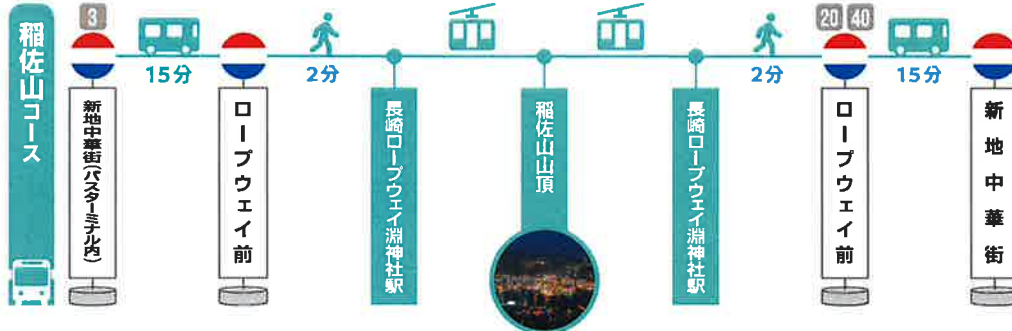 稲佐山コース
3
20 40
15分
2分
2分
15分
新地中華街(バスターミナル内)
ロープウェイ前
長崎ロープウェイ淵神社駅
稲佐山山頂
長崎ロープウェイ淵神社駅
ロープウェイ前
新地中華街